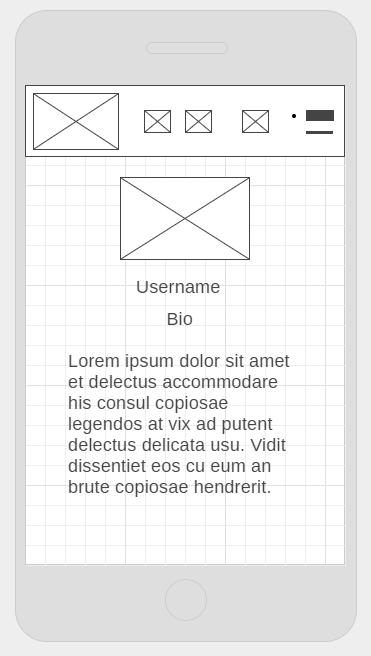 Username
Bio
Lorem ipsum dolor sit amet
et delectus accommodare
his consul copiosae
legendos at vix ad putent
delectus delicata usu. Vidit
dissentiet eos cu eum an
brute copiosae hendrerit.